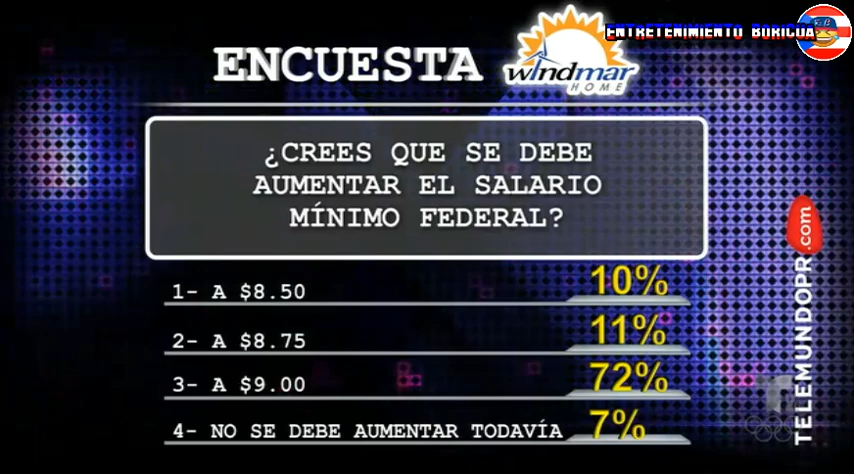 ENTRETENIMIENTO BORICUA
ENCUESTA
windmar
HOME
¿CREES QUE SE DEBE
AUMENTAR EL SALARIO
MÍNIMO FEDERAL?
1- A $8.50 10%
2- A $8.75 11%
3- A $9.00 72%
4- NO SE DEBE AUMENTAR TODAVÍA 7%
TELEMUNDOPR.com